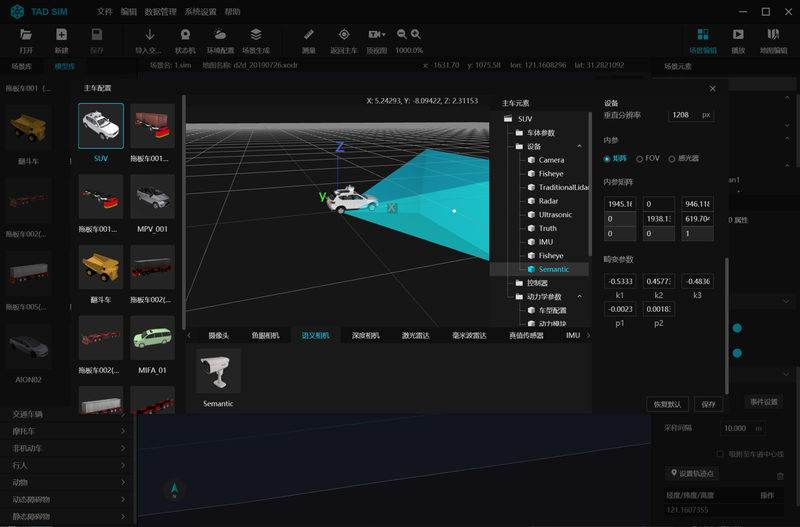 TAD SIM 文件 编辑 数据管理 系统设置 帮助
打开 新建 保存 导入交... 状态机 环境配置 场景生成 测量 返回主车 顶视图 1000.0% 场景编辑 播放 地图编辑
场景库 模型库 场景名: 1.sim 地图名称: d2d_20190726.xodr x: -1631.70 y: 1075.58 lon: 121.1608296 lat: 31.2821092 场景元素
拖板车001 (...
翻斗车
拖板车002(...
拖板车005(...
AION02
交通车辆
摩托车
非机动车
行人
动物
动态障碍物
静态障碍物
主车配置
SUV
拖板车001...
拖板车001...
MPV_001
翻斗车
拖板车002(...
拖板车002(...
MIFA_01
X: 5.24293, Y: -8.09422, Z: 2.31153
Z
y
X
摄像头 鱼眼相机 语义相机 深度相机 激光雷达 毫米波雷达 真值传感器 IMU
Semantic
主车元素
SUV
车体参数
设备
Camera
Fisheye
TraditionalLidar
Radar
Ultrasonic
Truth
IMU
Fisheye
Semantic
控制器
动力学参数
车型配置
动力模块
设备
垂直分辨率 1208 px
内参
矩阵 FOV 感光器
内参矩阵
1945.16 0 946.118
0 1938.13 619.704
0 0 1
畸变参数
-0.5333 0.4577 -0.4836
k1 k2 k3
-0.0023 0.0018
p1 p2
恢复默认 保存
an1
0 属性
事件设置
采样间隔 10.000 m
吸附至车道中心线
设置轨迹点
经度/纬度/高度 操作
121.1607355
N